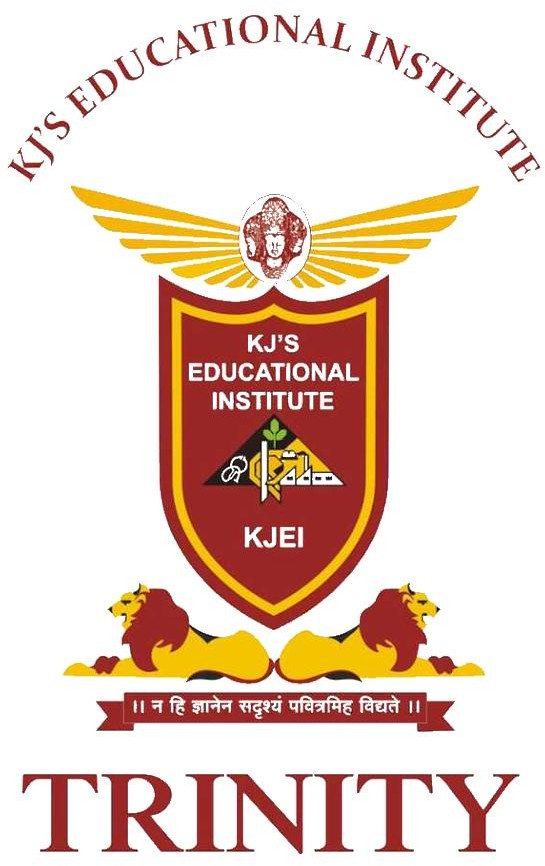 KJ'S EDUCATIONAL INSTITUTE
KJ'S
EDUCATIONAL
INSTITUTE
KJEI
।। न हि ज्ञानेन सदृश्यं पवित्रमिह विद्यते ।।
TRINITY